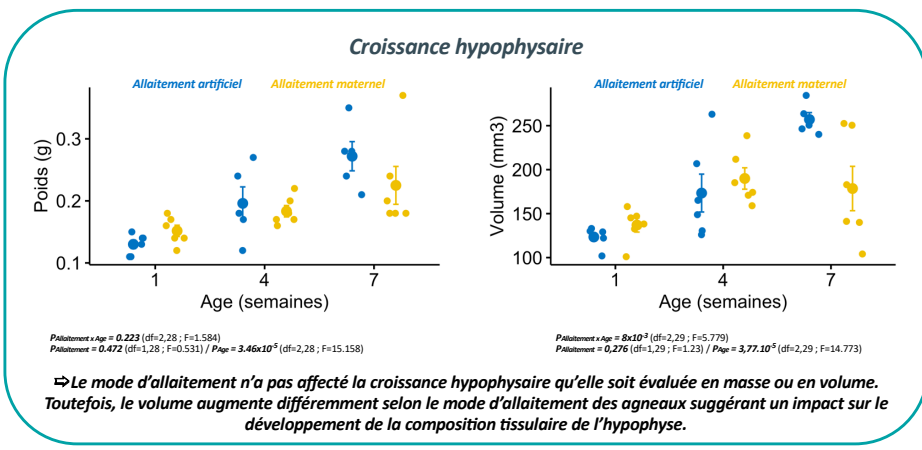 Croissance hypophysaire
Allaitement artificiel Allaitement maternel
Poids (g)
0.3
0.2
0.1
1 4 7
Age (semaines)
PAllaitement x Age = 0.223 (df=2,28 ; F=1.584)
PAllaitement = 0.472 (df=1,28 ; F=0.531) / PAge = 3.46x10-5 (df=2,28 ; F=15.158)
Allaitement artificiel Allaitement maternel
Volume (mm3)
250
200
150
100
1 4 7
Age (semaines)
PAllaitement x Age = 8x10-3 (df=2,29 ; F=5.779)
PAllaitement = 0,276 (df=1,29 ; F=1.23) / PAge = 3,77.10-5 (df=2,29 ; F=14.773)
⇨Le mode d’allaitement n’a pas affecté la croissance hypophysaire qu’elle soit évaluée en masse ou en volume.
Toutefois, le volume augmente différemment selon le mode d’allaitement des agneaux suggérant un impact sur le
développement de la composition tissulaire de l’hypophyse.